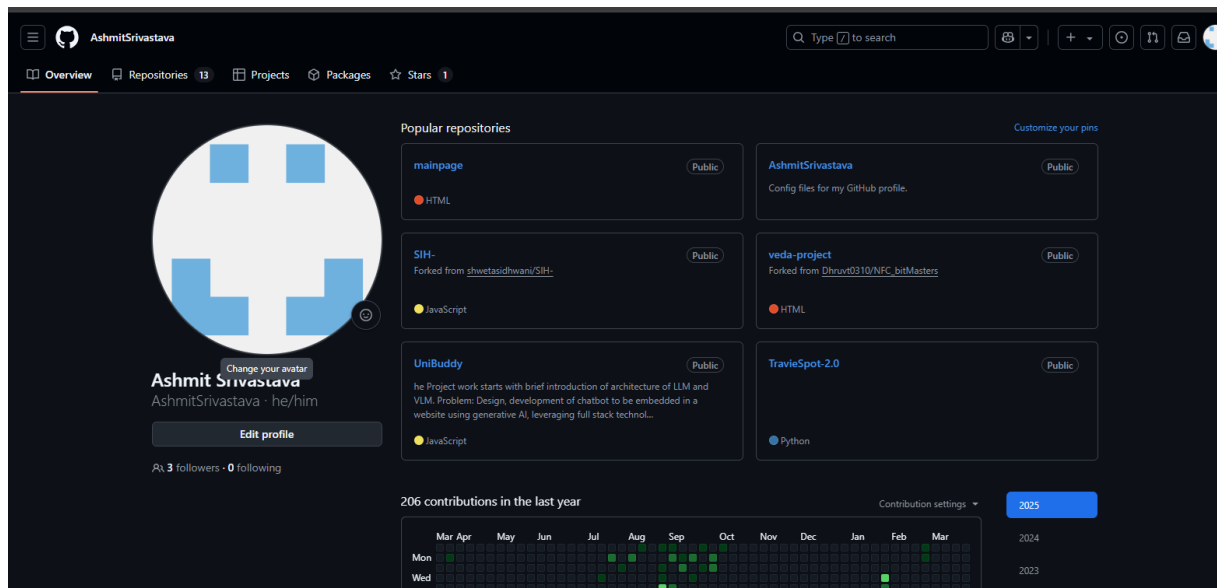 AshmitSrivastava
Type / to search
Overview
Repositories 13
Projects
Packages
Stars 1
Change your avatar
Ashmit Srivastava
AshmitSrivastava · he/him
Edit profile
3 followers · 0 following
Popular repositories
Customize your pins
mainpage
Public
HTML
AshmitSrivastava
Public
Config files for my GitHub profile.
SIH-
Public
Forked from shwetasidhwani/SIH-
JavaScript
veda-project
Public
Forked from Dhruvt0310/NFC_bitMasters
HTML
UniBuddy
Public
he Project work starts with brief introduction of architecture of LLM and
VLM. Problem: Design, development of chatbot to be embedded in a
website using generative AI, leveraging full stack technol...
JavaScript
TravieSpot-2.0
Public
Python
206 contributions in the last year
Contribution settings
2025
2024
2023
Mar Apr May Jun Jul Aug Sep Oct Nov Dec Jan Feb Mar
Mon
Wed